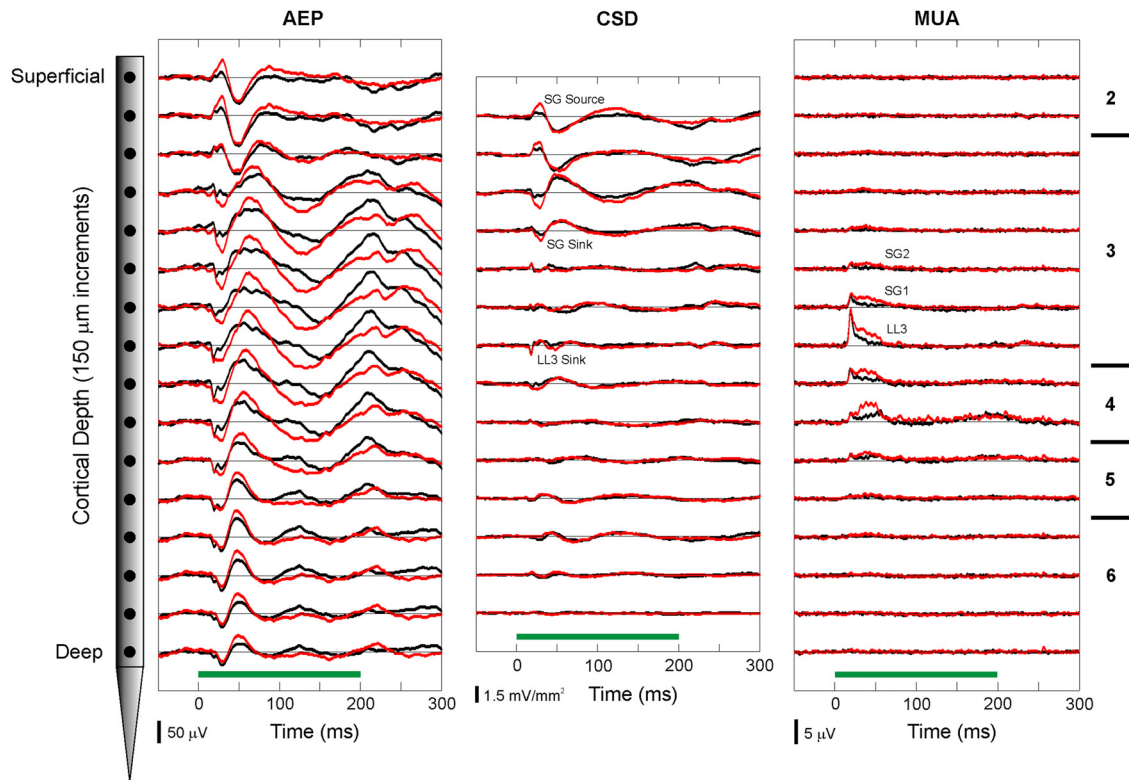 AEP
CSD
MUA
Superficial
Cortical Depth (150 μm increments)
Deep
SG Source
SG Sink
LL3 Sink
SG2
SG1
LL3
2
3
4
5
6
0 100 200 300
0 100 200 300
0 100 200 300
50 μV
Time (ms)
1.5 mV/mm²
Time (ms)
5 μV
Time (ms)